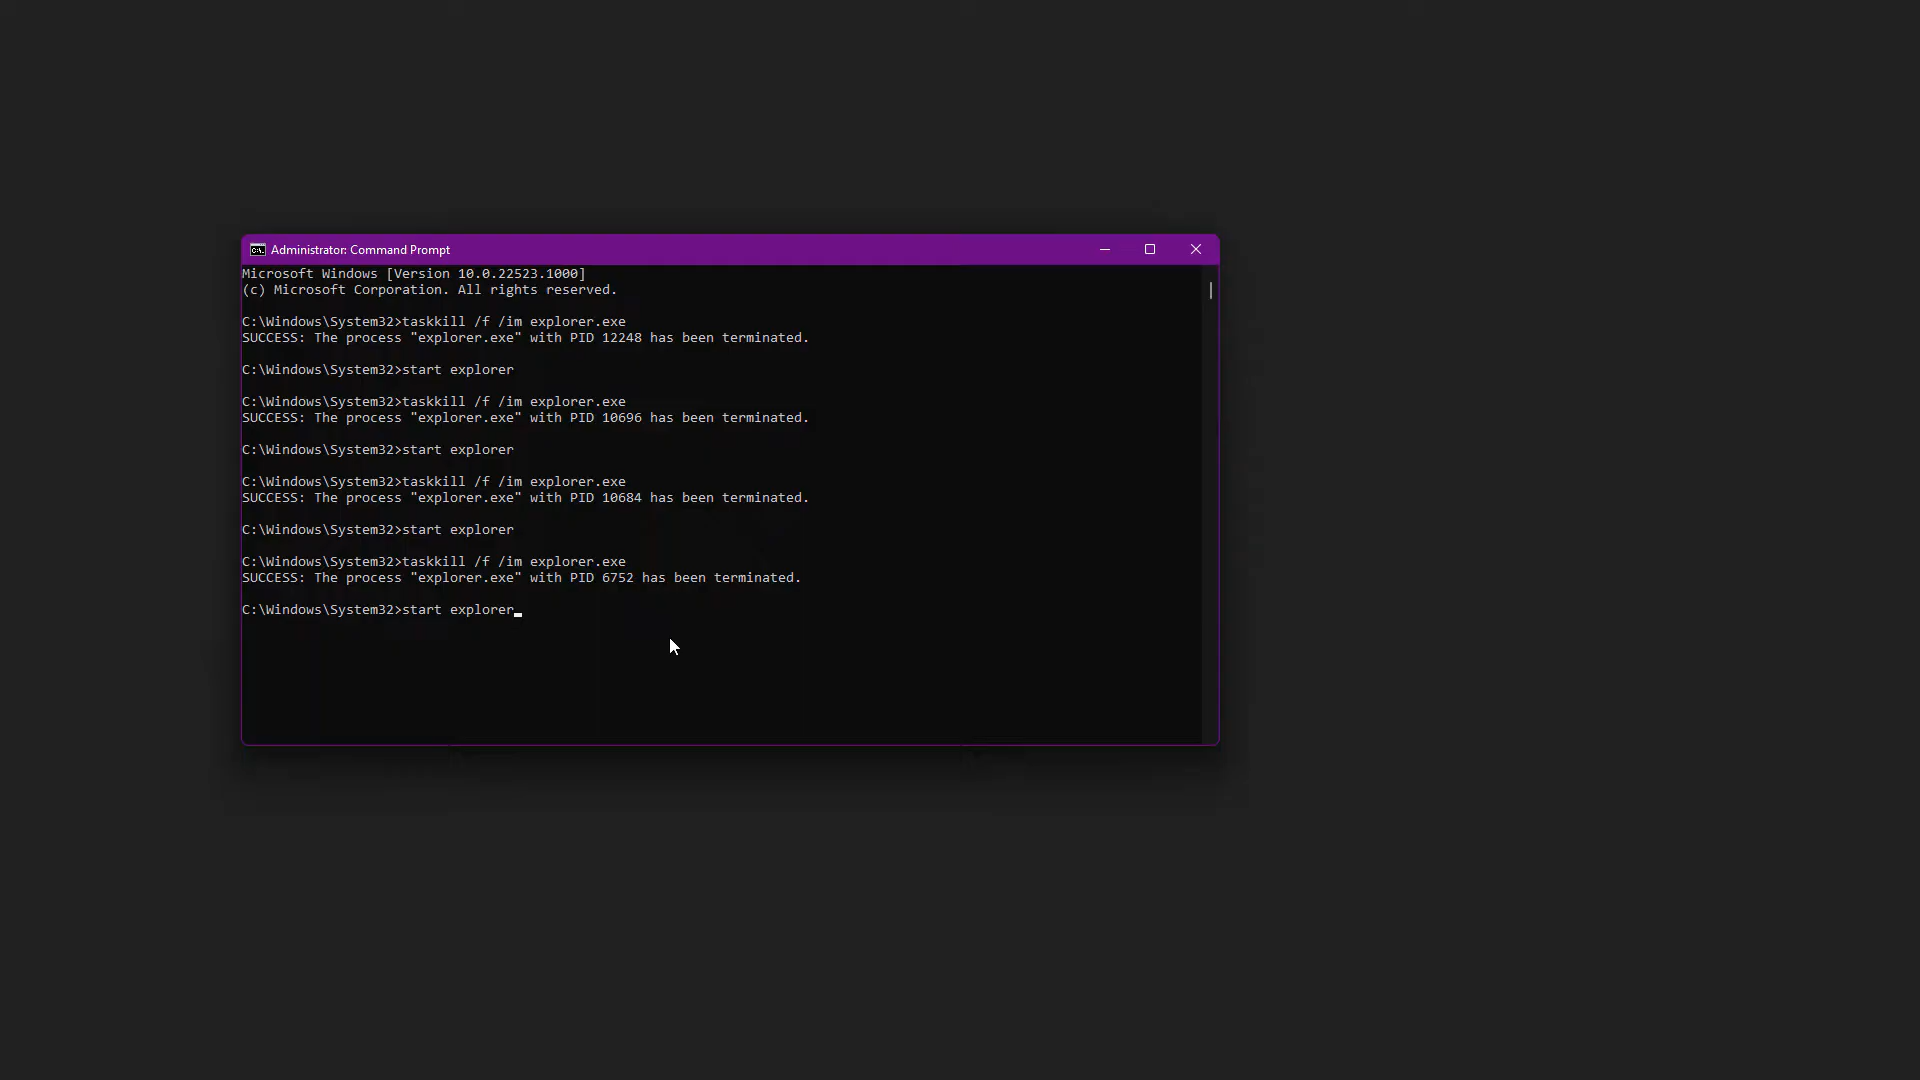 Administrator: Command Prompt
Microsoft Windows [Version 10.0.22523.1000]
(c) Microsoft Corporation. All rights reserved.
C:\Windows\System32>taskkill /f /im explorer.exe
SUCCESS: The process "explorer.exe" with PID 12248 has been terminated.
C:\Windows\System32>start explorer
C:\Windows\System32>taskkill /f /im explorer.exe
SUCCESS: The process "explorer.exe" with PID 10696 has been terminated.
C:\Windows\System32>start explorer
C:\Windows\System32>taskkill /f /im explorer.exe
SUCCESS: The process "explorer.exe" with PID 10684 has been terminated.
C:\Windows\System32>start explorer
C:\Windows\System32>taskkill /f /im explorer.exe
SUCCESS: The process "explorer.exe" with PID 6752 has been terminated.
C:\Windows\System32>start explorer